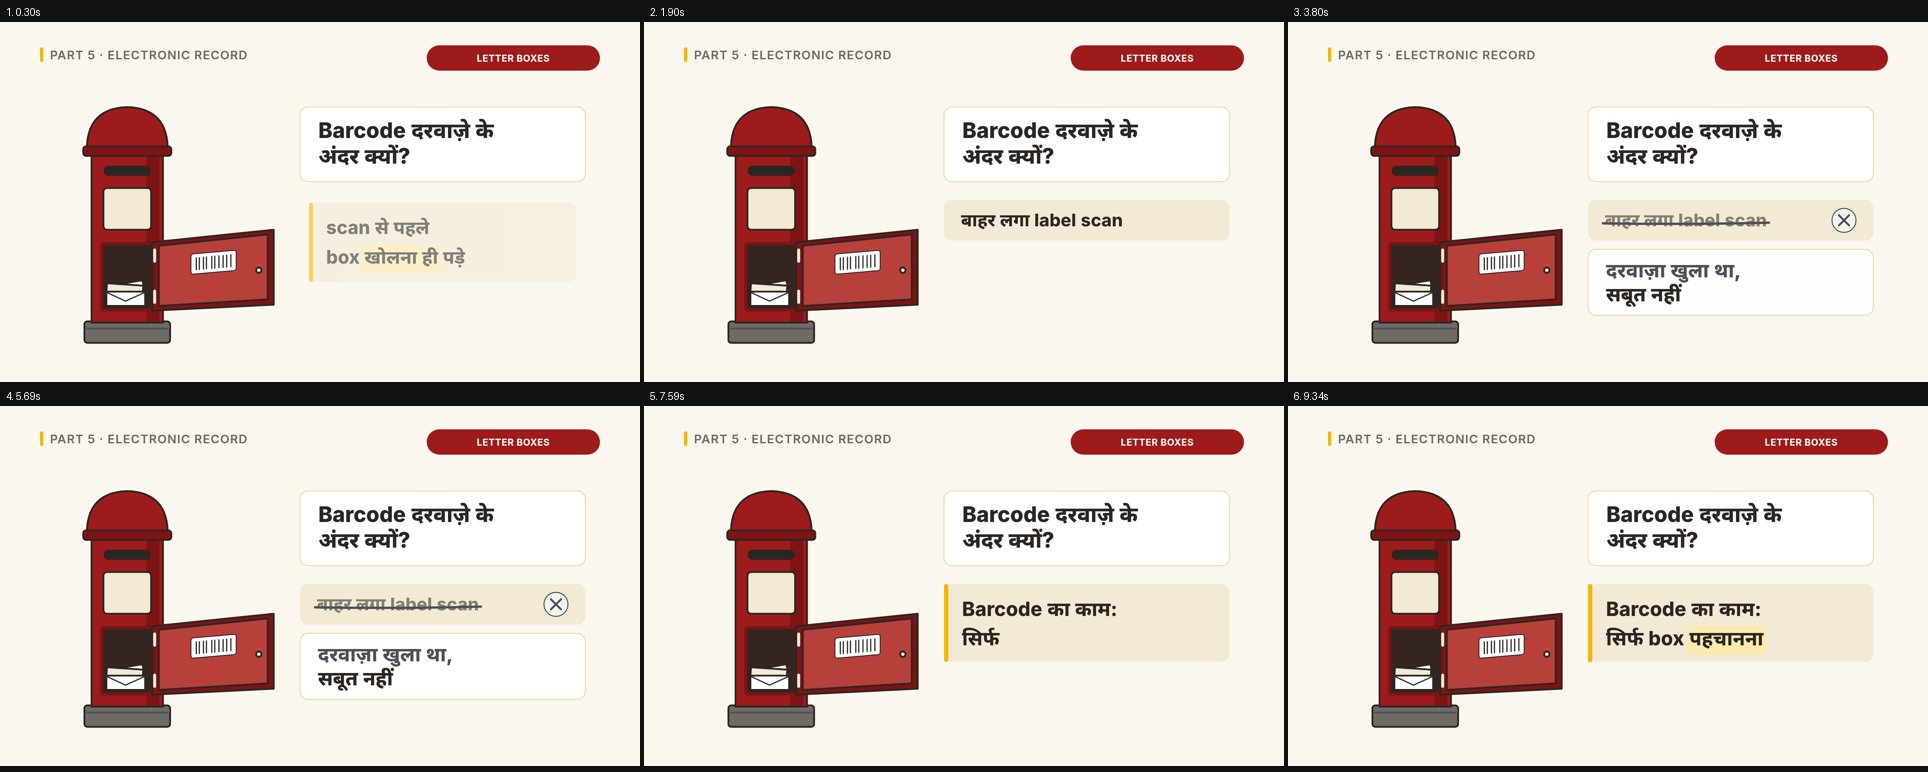 1. 0.30s
PART 5 · ELECTRONIC RECORD
LETTER BOXES
Barcode दरवाज़े के
अंदर क्यों?
scan से पहले
box खोलना ही पड़े
2. 1.90s
PART 5 · ELECTRONIC RECORD
LETTER BOXES
Barcode दरवाज़े के
अंदर क्यों?
बाहर लगा label scan
3. 3.80s
PART 5 · ELECTRONIC RECORD
LETTER BOXES
Barcode दरवाज़े के
अंदर क्यों?
बाहर लगा label scan
दरवाज़ा खुला था,
सबूत नहीं
4. 5.69s
PART 5 · ELECTRONIC RECORD
LETTER BOXES
Barcode दरवाज़े के
अंदर क्यों?
बाहर लगा label scan
दरवाज़ा खुला था,
सबूत नहीं
5. 7.59s
PART 5 · ELECTRONIC RECORD
LETTER BOXES
Barcode दरवाज़े के
अंदर क्यों?
Barcode का काम:
सिर्फ
6. 9.34s
PART 5 · ELECTRONIC RECORD
LETTER BOXES
Barcode दरवाज़े के
अंदर क्यों?
Barcode का काम:
सिर्फ box पहचानना